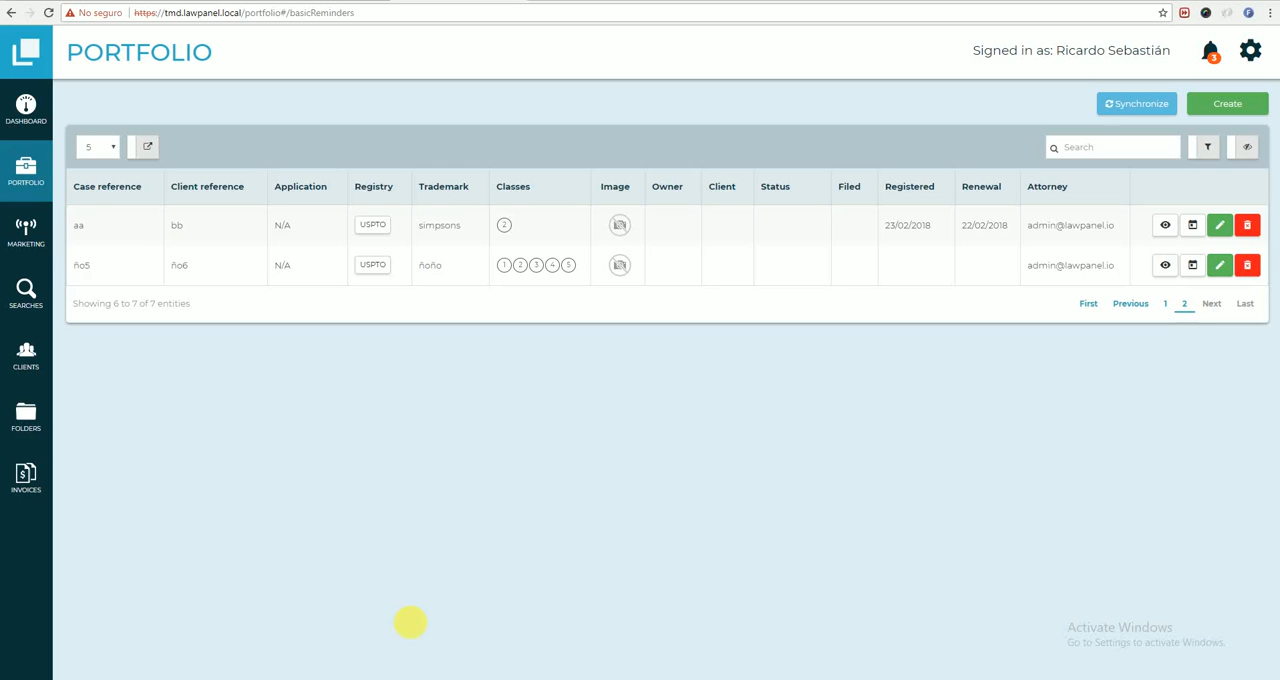 No seguro https://tmd.lawpanel.local/portfolio#/basicReminders
PORTFOLIO
Signed in as: Ricardo Sebastián
3
DASHBOARD
PORTFOLIO
MARKETING
SEARCHES
CLIENTS
FOLDERS
INVOICES
Synchronize Create
5 Search
Case reference Client reference Application Registry Trademark Classes Image Owner Client Status Filed Registered Renewal Attorney
aa bb N/A USPTO simpsons 2 23/02/2018 22/02/2018 admin@lawpanel.io
ño5 ño6 N/A USPTO ñoño 1 2 3 4 5 admin@lawpanel.io
Showing 6 to 7 of 7 entities
First Previous 1 2 Next Last
Activate Windows
Go to Settings to activate Windows.